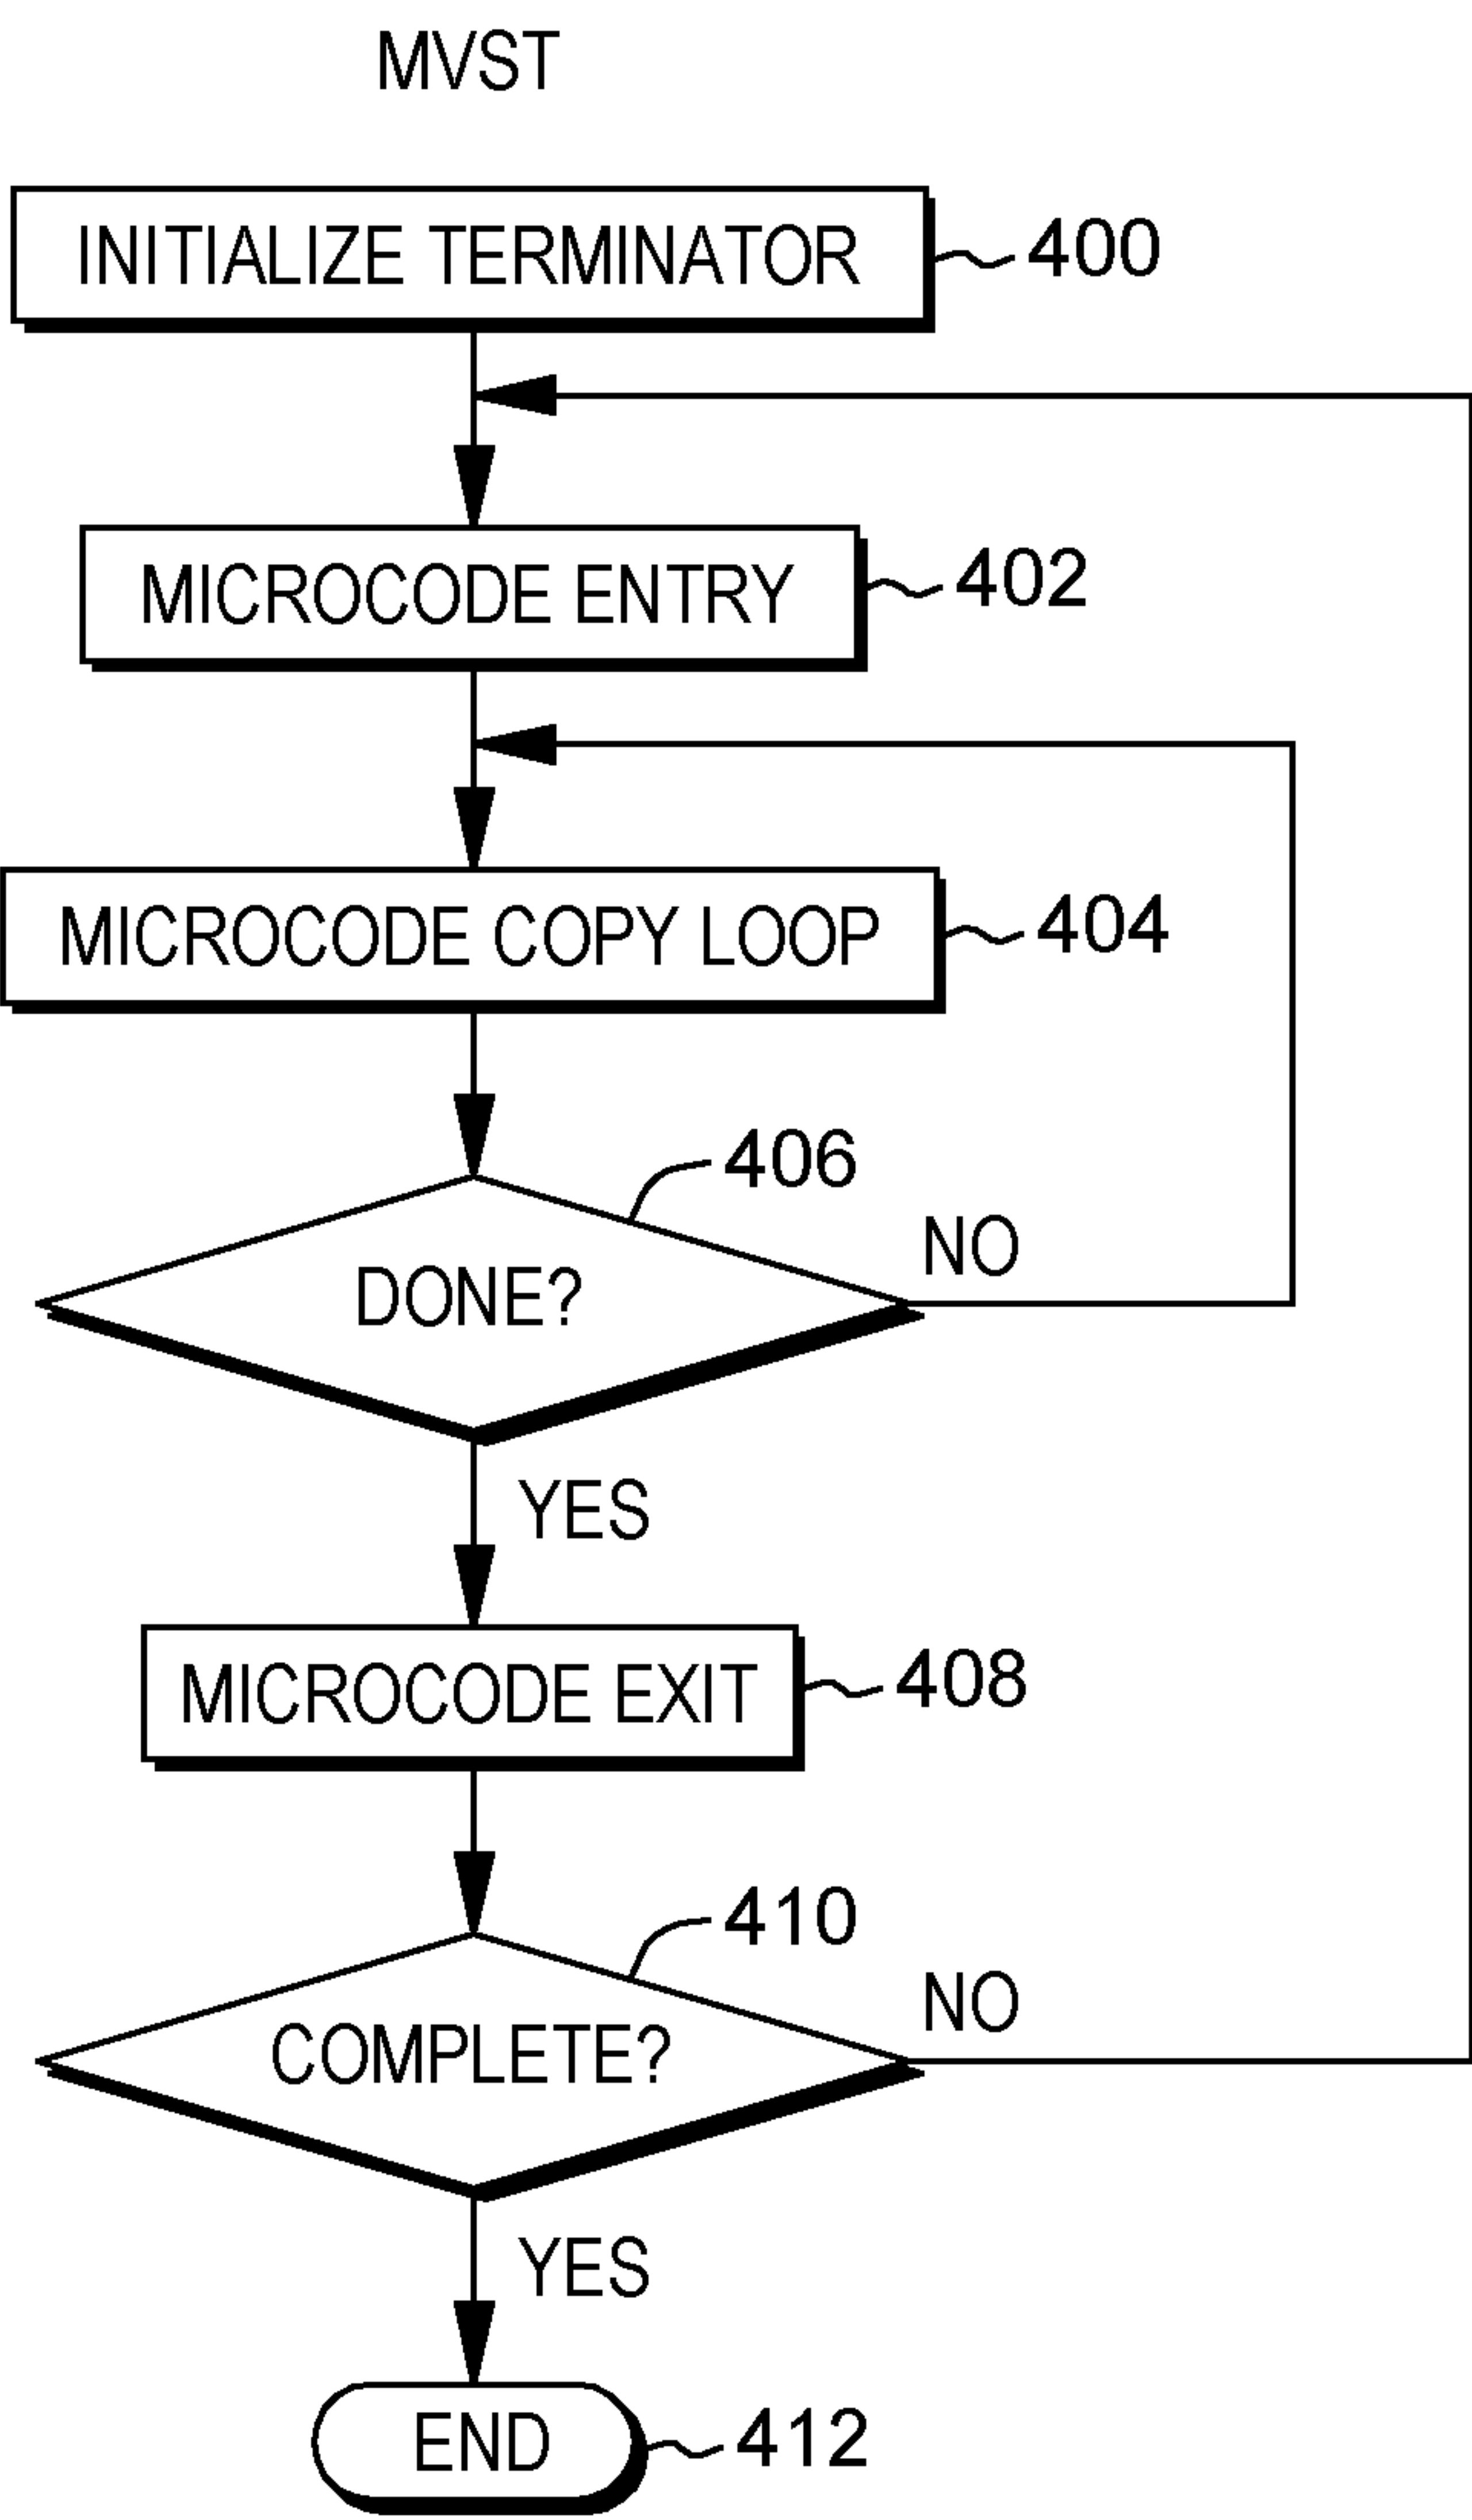 MVST
INITIALIZE TERMINATOR
400
MICROCODE ENTRY
402
MICROCODE COPY LOOP
404
406
DONE?
NO
YES
MICROCODE EXIT
408
410
COMPLETE?
NO
YES
END
412